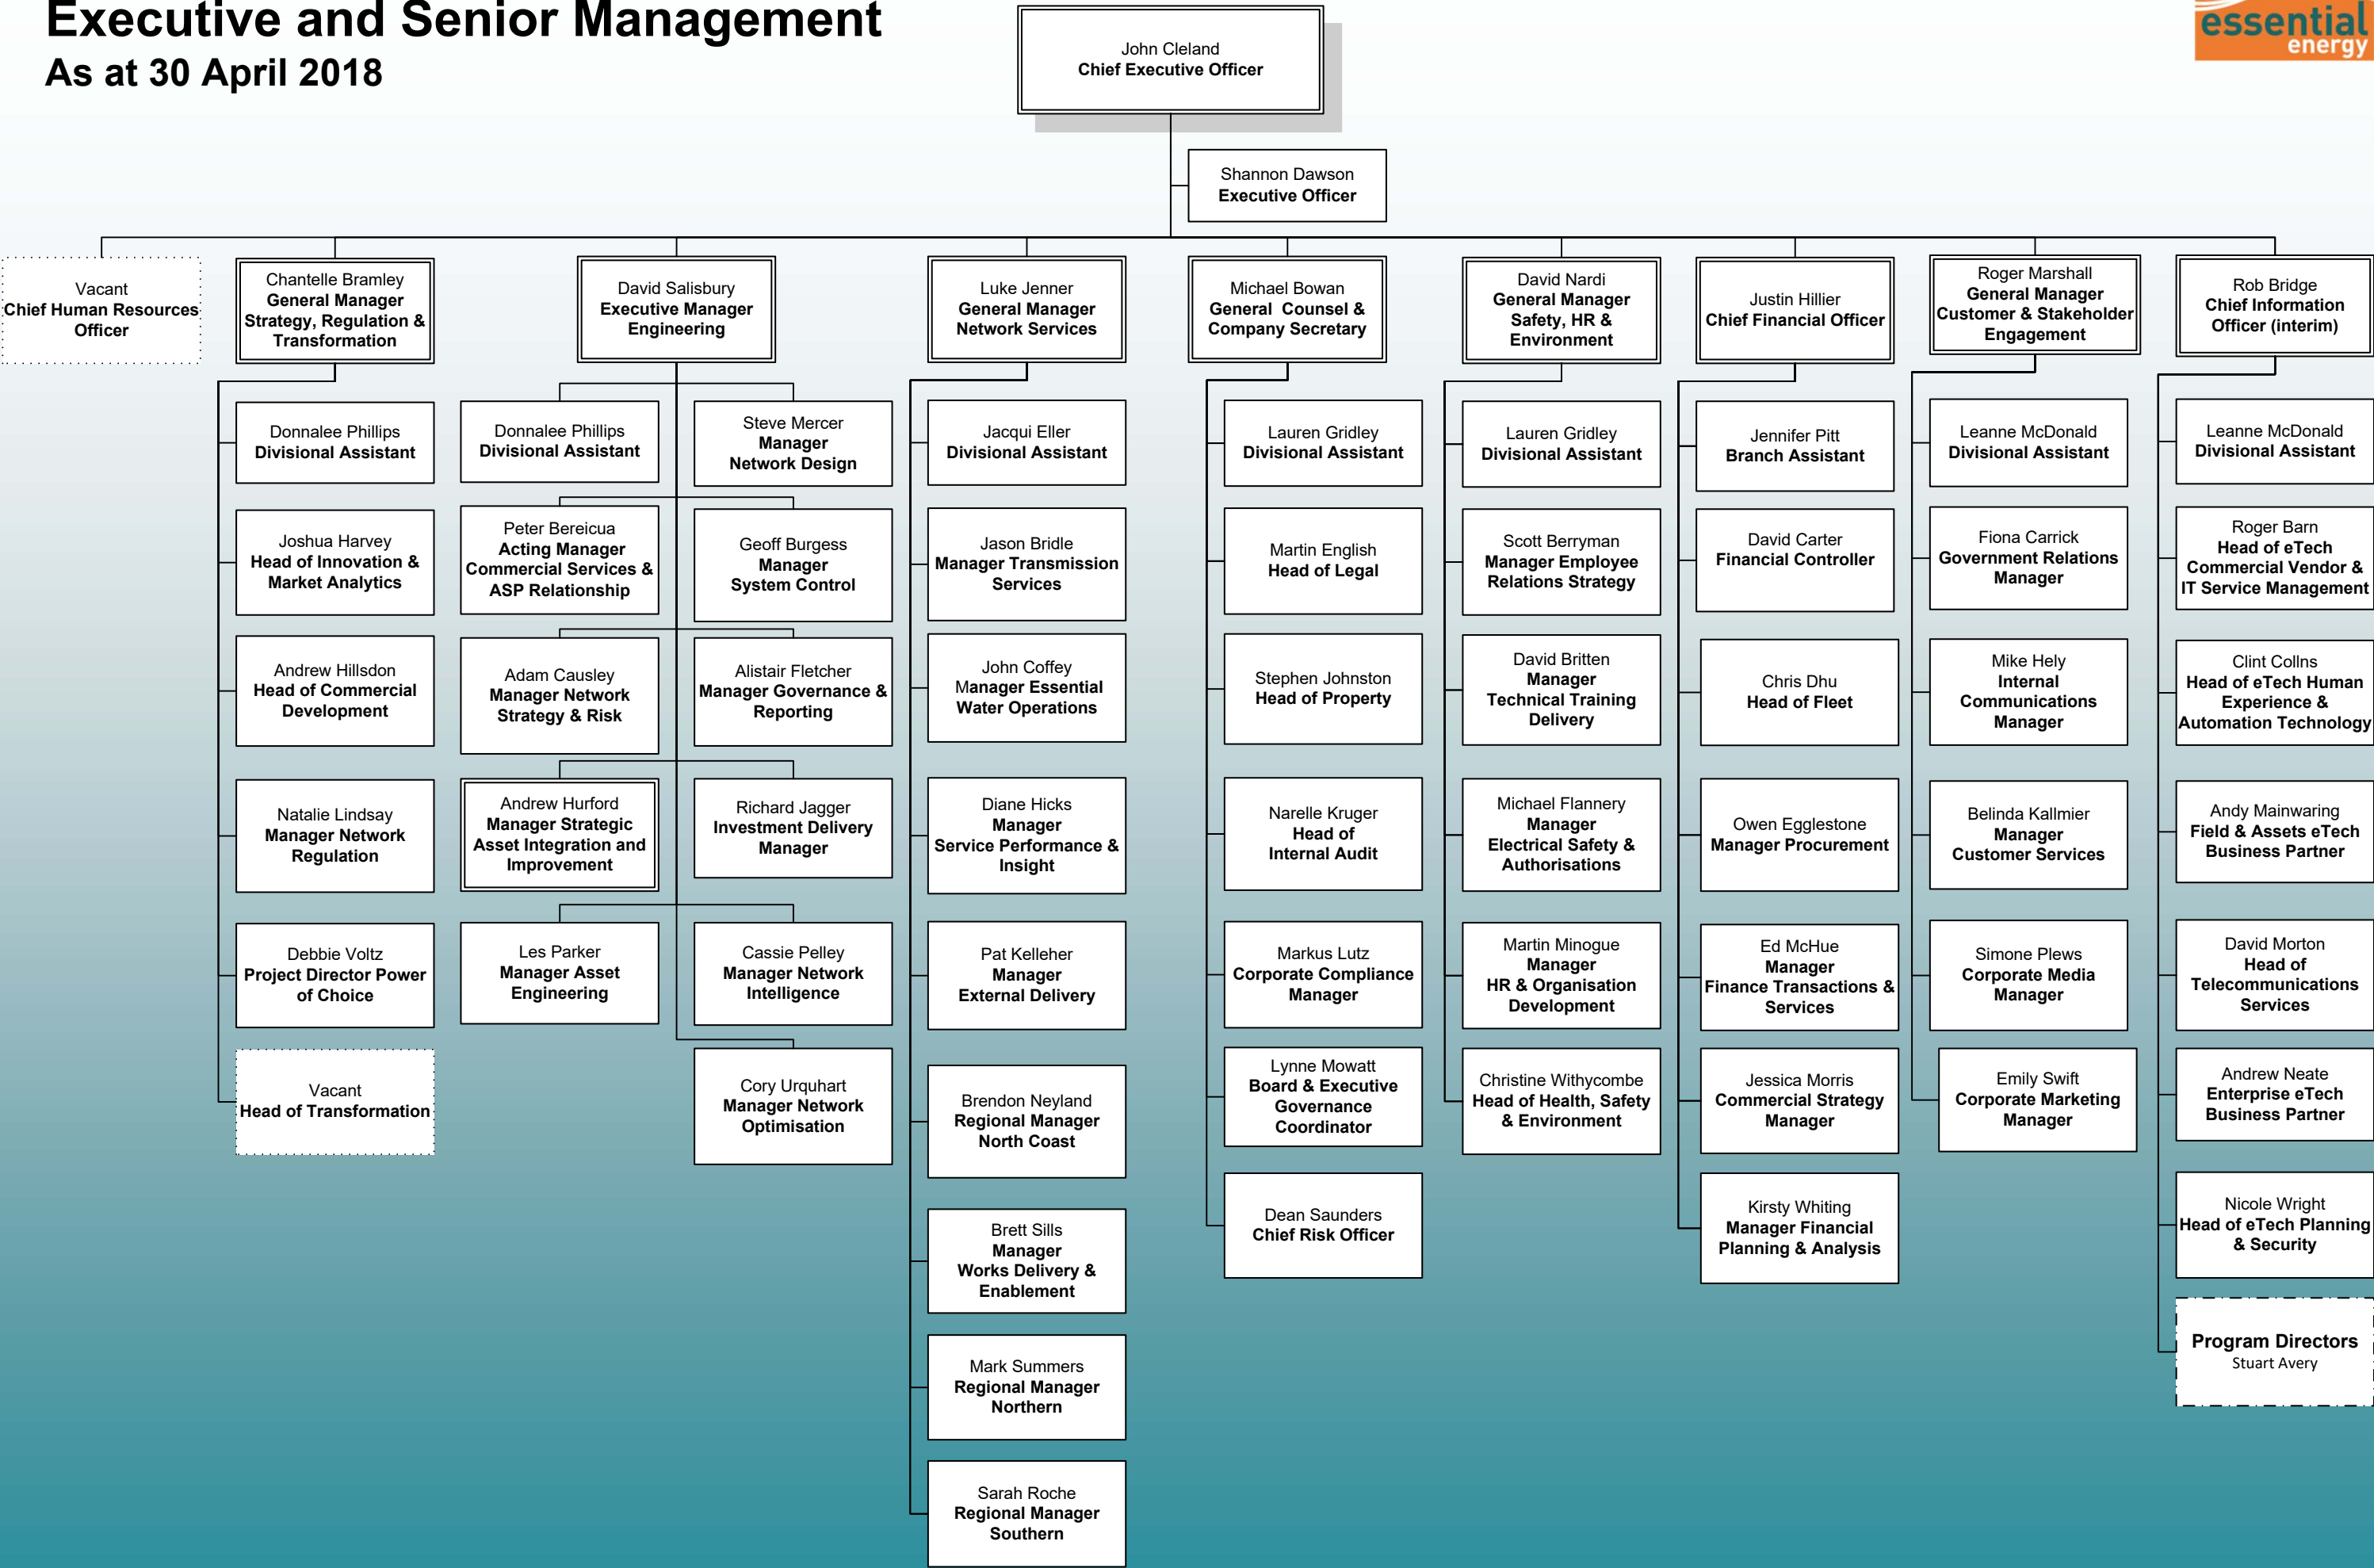 Executive and Senior Management
As at 30 April 2018
essential
energy
John Cleland
Chief Executive Officer
Shannon Dawson
Executive Officer
Vacant
Chief Human Resources
Officer
Chantelle Bramley
General Manager
Strategy, Regulation &
Transformation
David Salisbury
Executive Manager
Engineering
Luke Jenner
General Manager
Network Services
Michael Bowan
General Counsel &
Company Secretary
David Nardi
General Manager
Safety, HR &
Environment
Justin Hillier
Chief Financial Officer
Roger Marshall
General Manager
Customer & Stakeholder
Engagement
Rob Bridge
Chief Information
Officer (interim)
Donnalee Phillips
Divisional Assistant
Joshua Harvey
Head of Innovation &
Market Analytics
Andrew Hillsdon
Head of Commercial
Development
Natalie Lindsay
Manager Network
Regulation
Debbie Voltz
Project Director Power
of Choice
Vacant
Head of Transformation
Donnalee Phillips
Divisional Assistant
Steve Mercer
Manager
Network Design
Peter Bereicua
Acting Manager
Commercial Services &
ASP Relationship
Geoff Burgess
Manager
System Control
Adam Causley
Manager Network
Strategy & Risk
Alistair Fletcher
Manager Governance &
Reporting
Andrew Hurford
Manager Strategic
Asset Integration and
Improvement
Richard Jagger
Investment Delivery
Manager
Les Parker
Manager Asset
Engineering
Cassie Pelley
Manager Network
Intelligence
Cory Urquhart
Manager Network
Optimisation
Jacqui Eller
Divisional Assistant
Jason Bridle
Manager Transmission
Services
John Coffey
Manager Essential
Water Operations
Diane Hicks
Manager
Service Performance &
Insight
Pat Kelleher
Manager
External Delivery
Brendon Neyland
Regional Manager
North Coast
Brett Sills
Manager
Works Delivery &
Enablement
Mark Summers
Regional Manager
Northern
Sarah Roche
Regional Manager
Southern
Lauren Gridley
Divisional Assistant
Martin English
Head of Legal
Stephen Johnston
Head of Property
Narelle Kruger
Head of
Internal Audit
Markus Lutz
Corporate Compliance
Manager
Lynne Mowatt
Board & Executive
Governance
Coordinator
Dean Saunders
Chief Risk Officer
Lauren Gridley
Divisional Assistant
Scott Berryman
Manager Employee
Relations Strategy
David Britten
Manager
Technical Training
Delivery
Michael Flannery
Manager
Electrical Safety &
Authorisations
Martin Minogue
Manager
HR & Organisation
Development
Christine Withycombe
Head of Health, Safety
& Environment
Jennifer Pitt
Branch Assistant
David Carter
Financial Controller
Chris Dhu
Head of Fleet
Owen Egglestone
Manager Procurement
Ed McHue
Manager
Finance Transactions &
Services
Jessica Morris
Commercial Strategy
Manager
Kirsty Whiting
Manager Financial
Planning & Analysis
Leanne McDonald
Divisional Assistant
Fiona Carrick
Government Relations
Manager
Mike Hely
Internal
Communications
Manager
Belinda Kallmier
Manager
Customer Services
Simone Plews
Corporate Media
Manager
Emily Swift
Corporate Marketing
Manager
Leanne McDonald
Divisional Assistant
Roger Barn
Head of eTech
Commercial Vendor &
IT Service Management
Clint Collns
Head of eTech Human
Experience &
Automation Technology
Andy Mainwaring
Field & Assets eTech
Business Partner
David Morton
Head of
Telecommunications
Services
Andrew Neate
Enterprise eTech
Business Partner
Nicole Wright
Head of eTech Planning
& Security
Program Directors
Stuart Avery